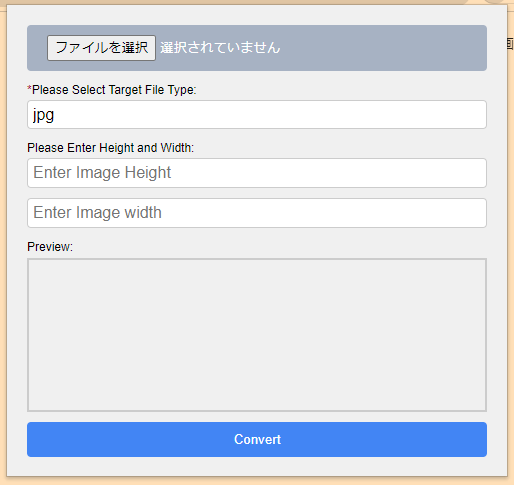 ファイルを選択 選択されていません
画
*Please Select Target File Type:
jpg
Please Enter Height and Width:
Enter Image Height
Enter Image width
Preview:
Convert